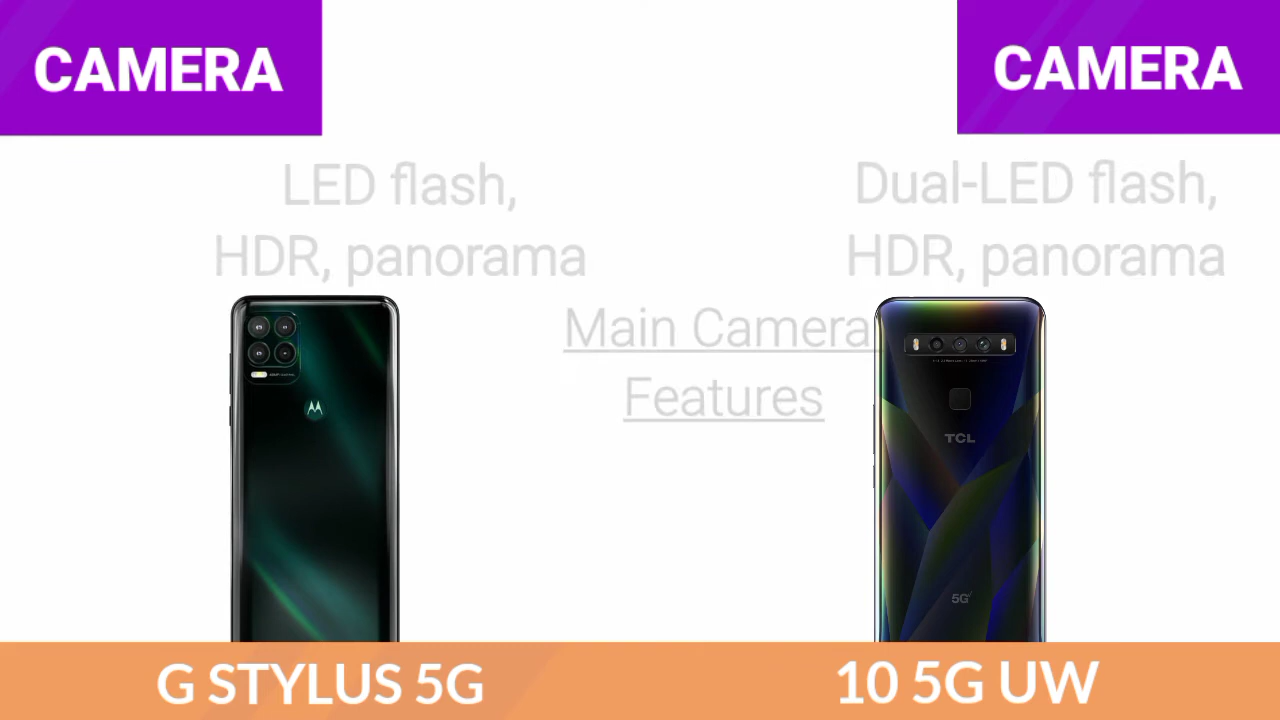 CAMERA
CAMERA
LED flash,
HDR, panorama
Dual-LED flash,
HDR, panorama
Main Camera
Features
TCL
5G
G STYLUS 5G
10 5G UW